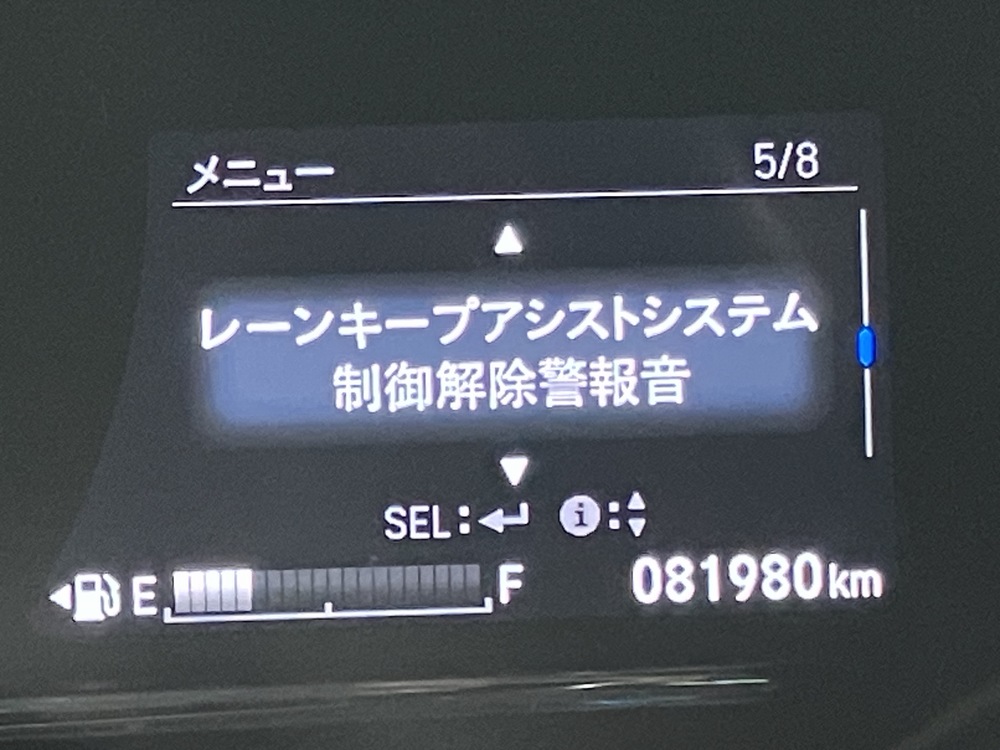 メニュー 5/8
レーンキープアシストシステム
制御解除警報音
SEL: i:
E F 081980km